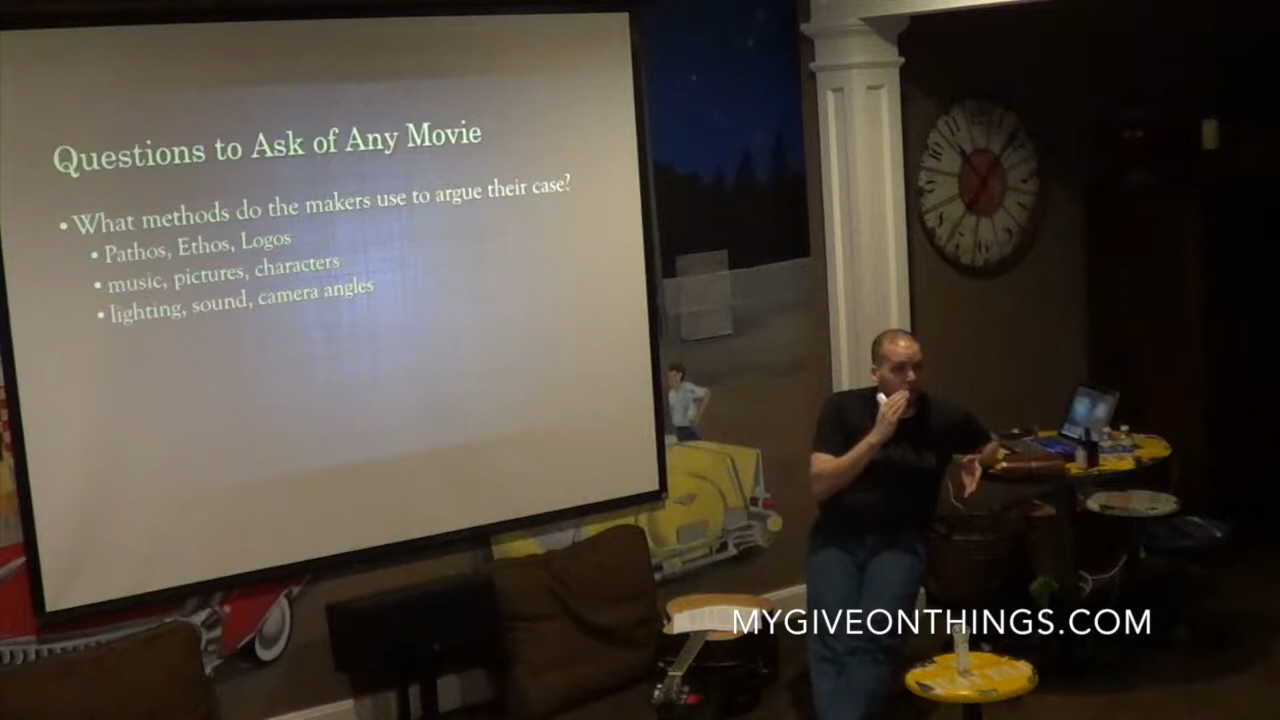 Questions to Ask of Any Movie
• What methods do the makers use to argue their case?
• Pathos, Ethos, Logos
• music, pictures, characters
• lighting, sound, camera angles
MYGIVEONTHINGS.COM